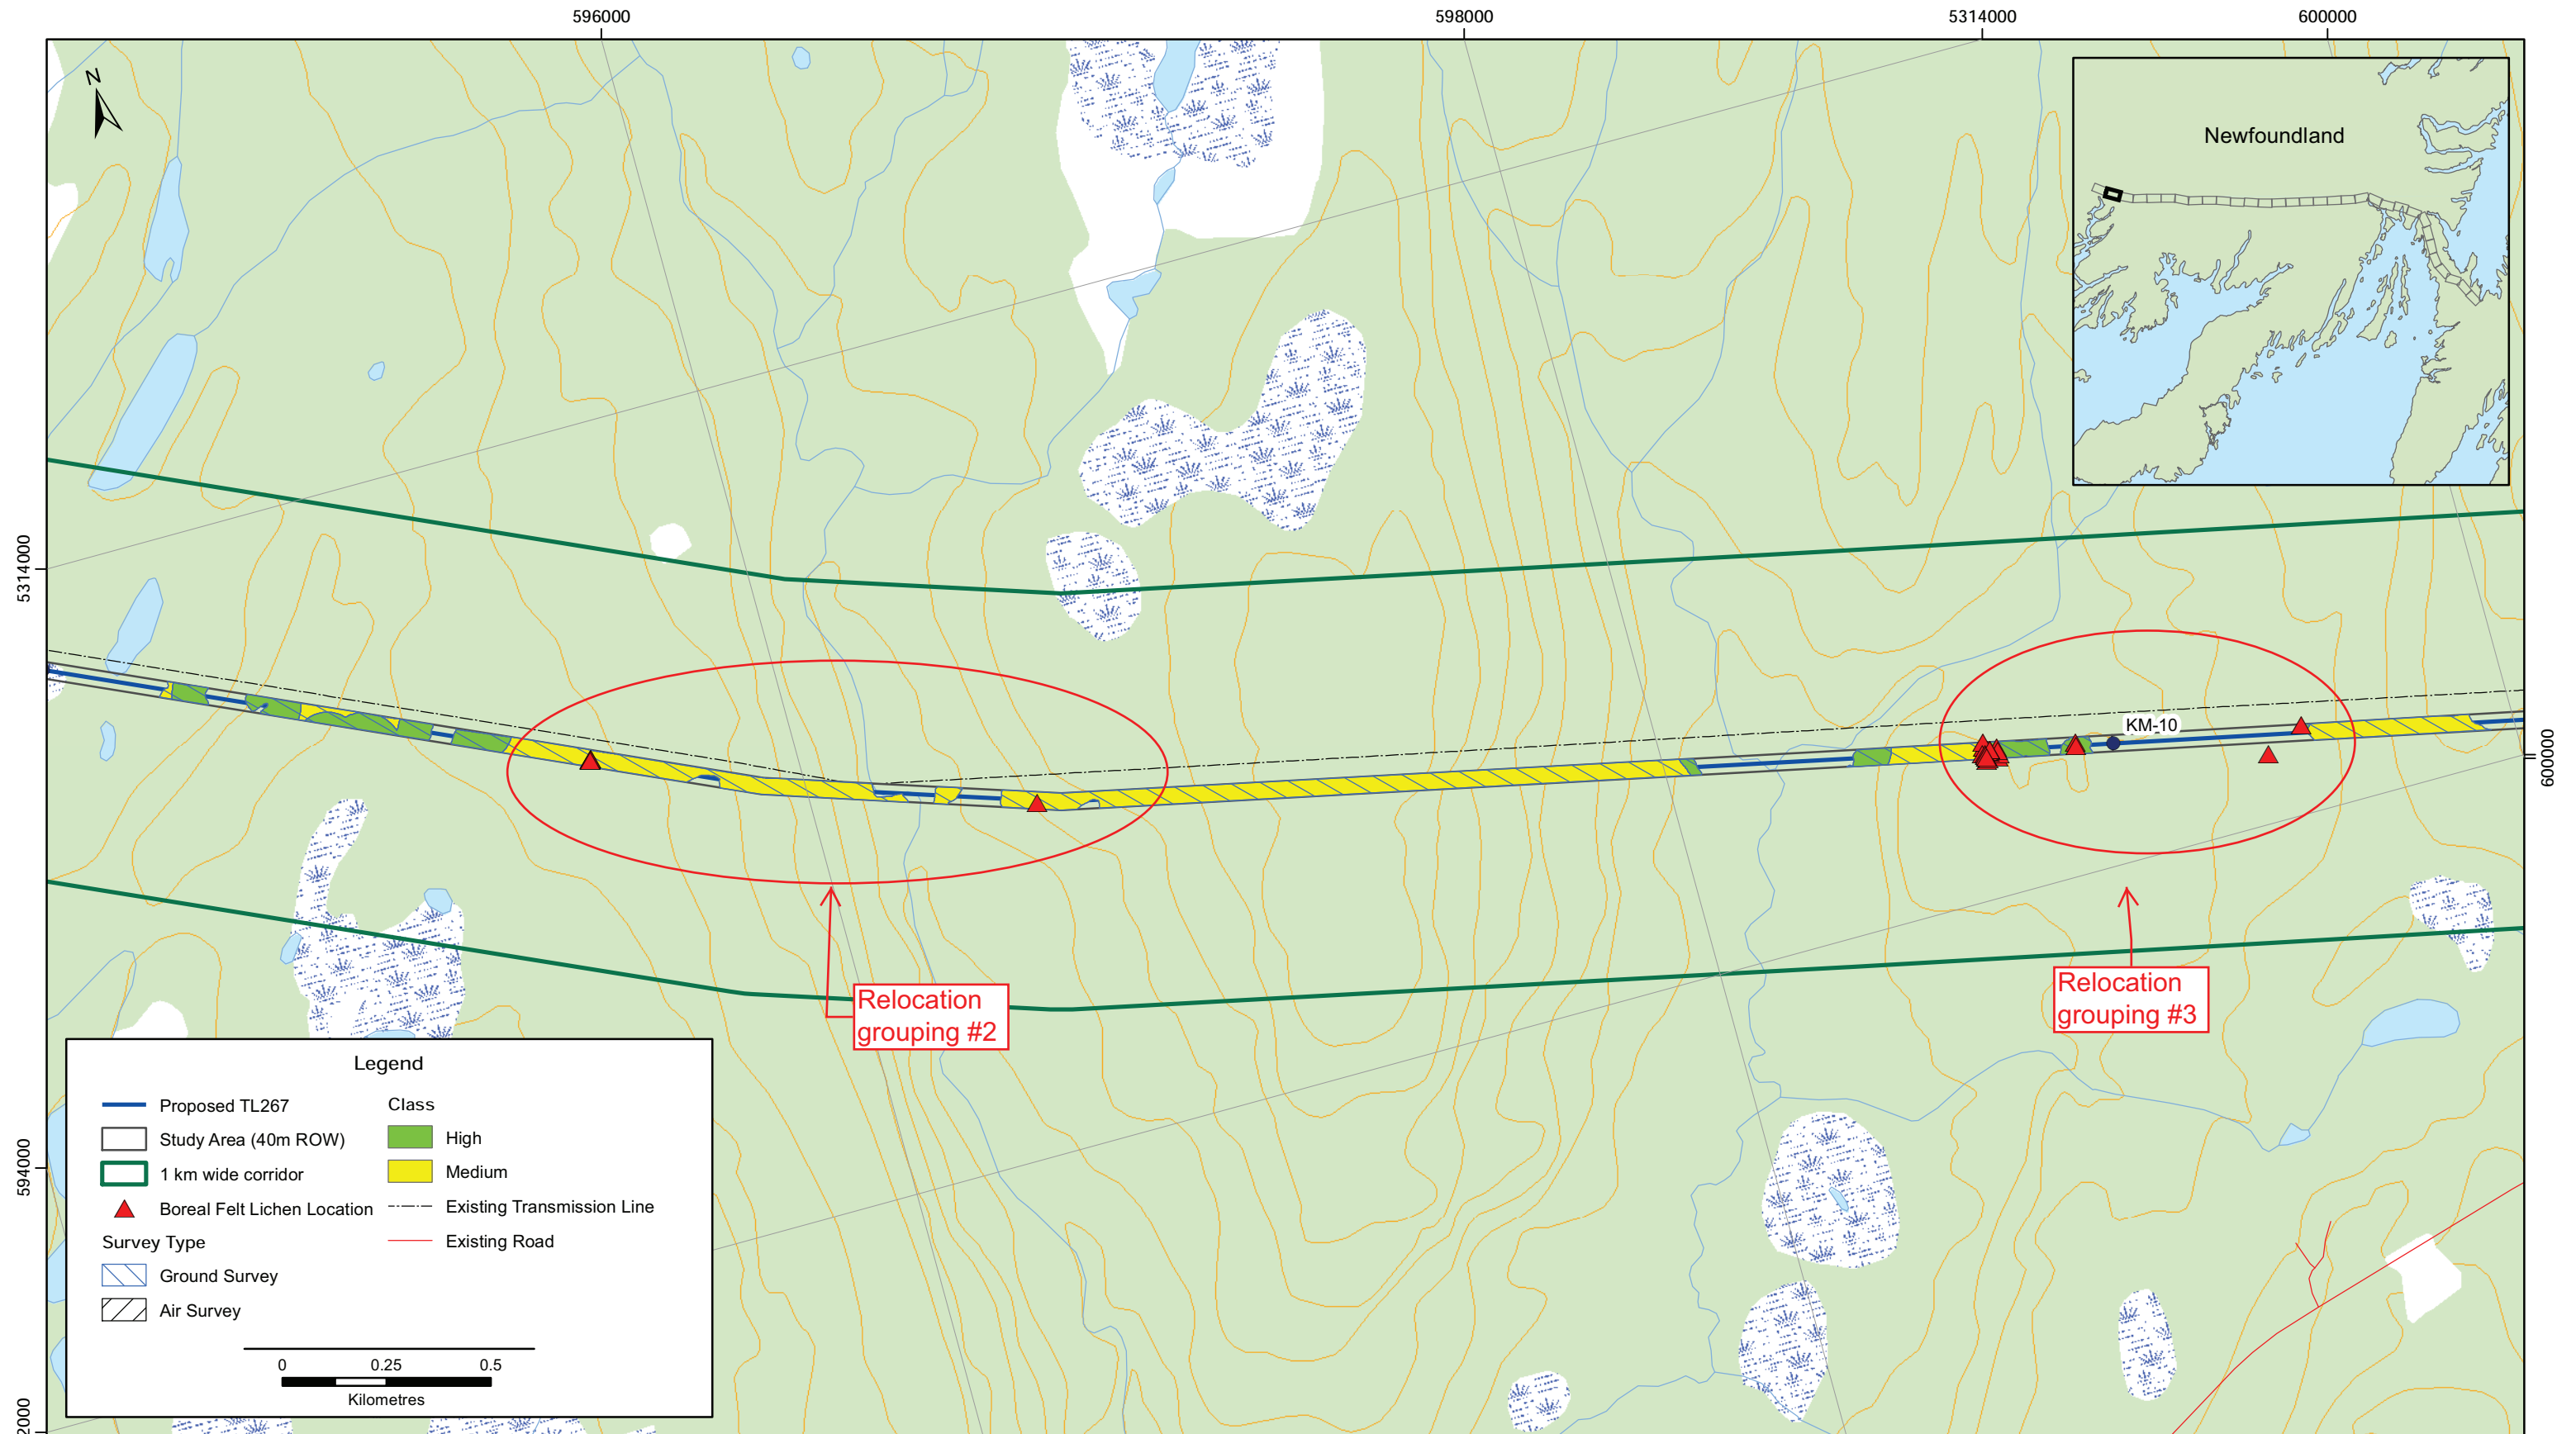 596000
598000
5314000
600000
N
Newfoundland
5314000
KM-10
600000
Relocation
grouping #2
Relocation
grouping #3
594000
Legend
Proposed TL267
Study Area (40m ROW)
1 km wide corridor
Boreal Felt Lichen Location
Survey Type
Ground Survey
Air Survey
Class
High
Medium
Existing Transmission Line
Existing Road
0 0.25 0.5
Kilometres